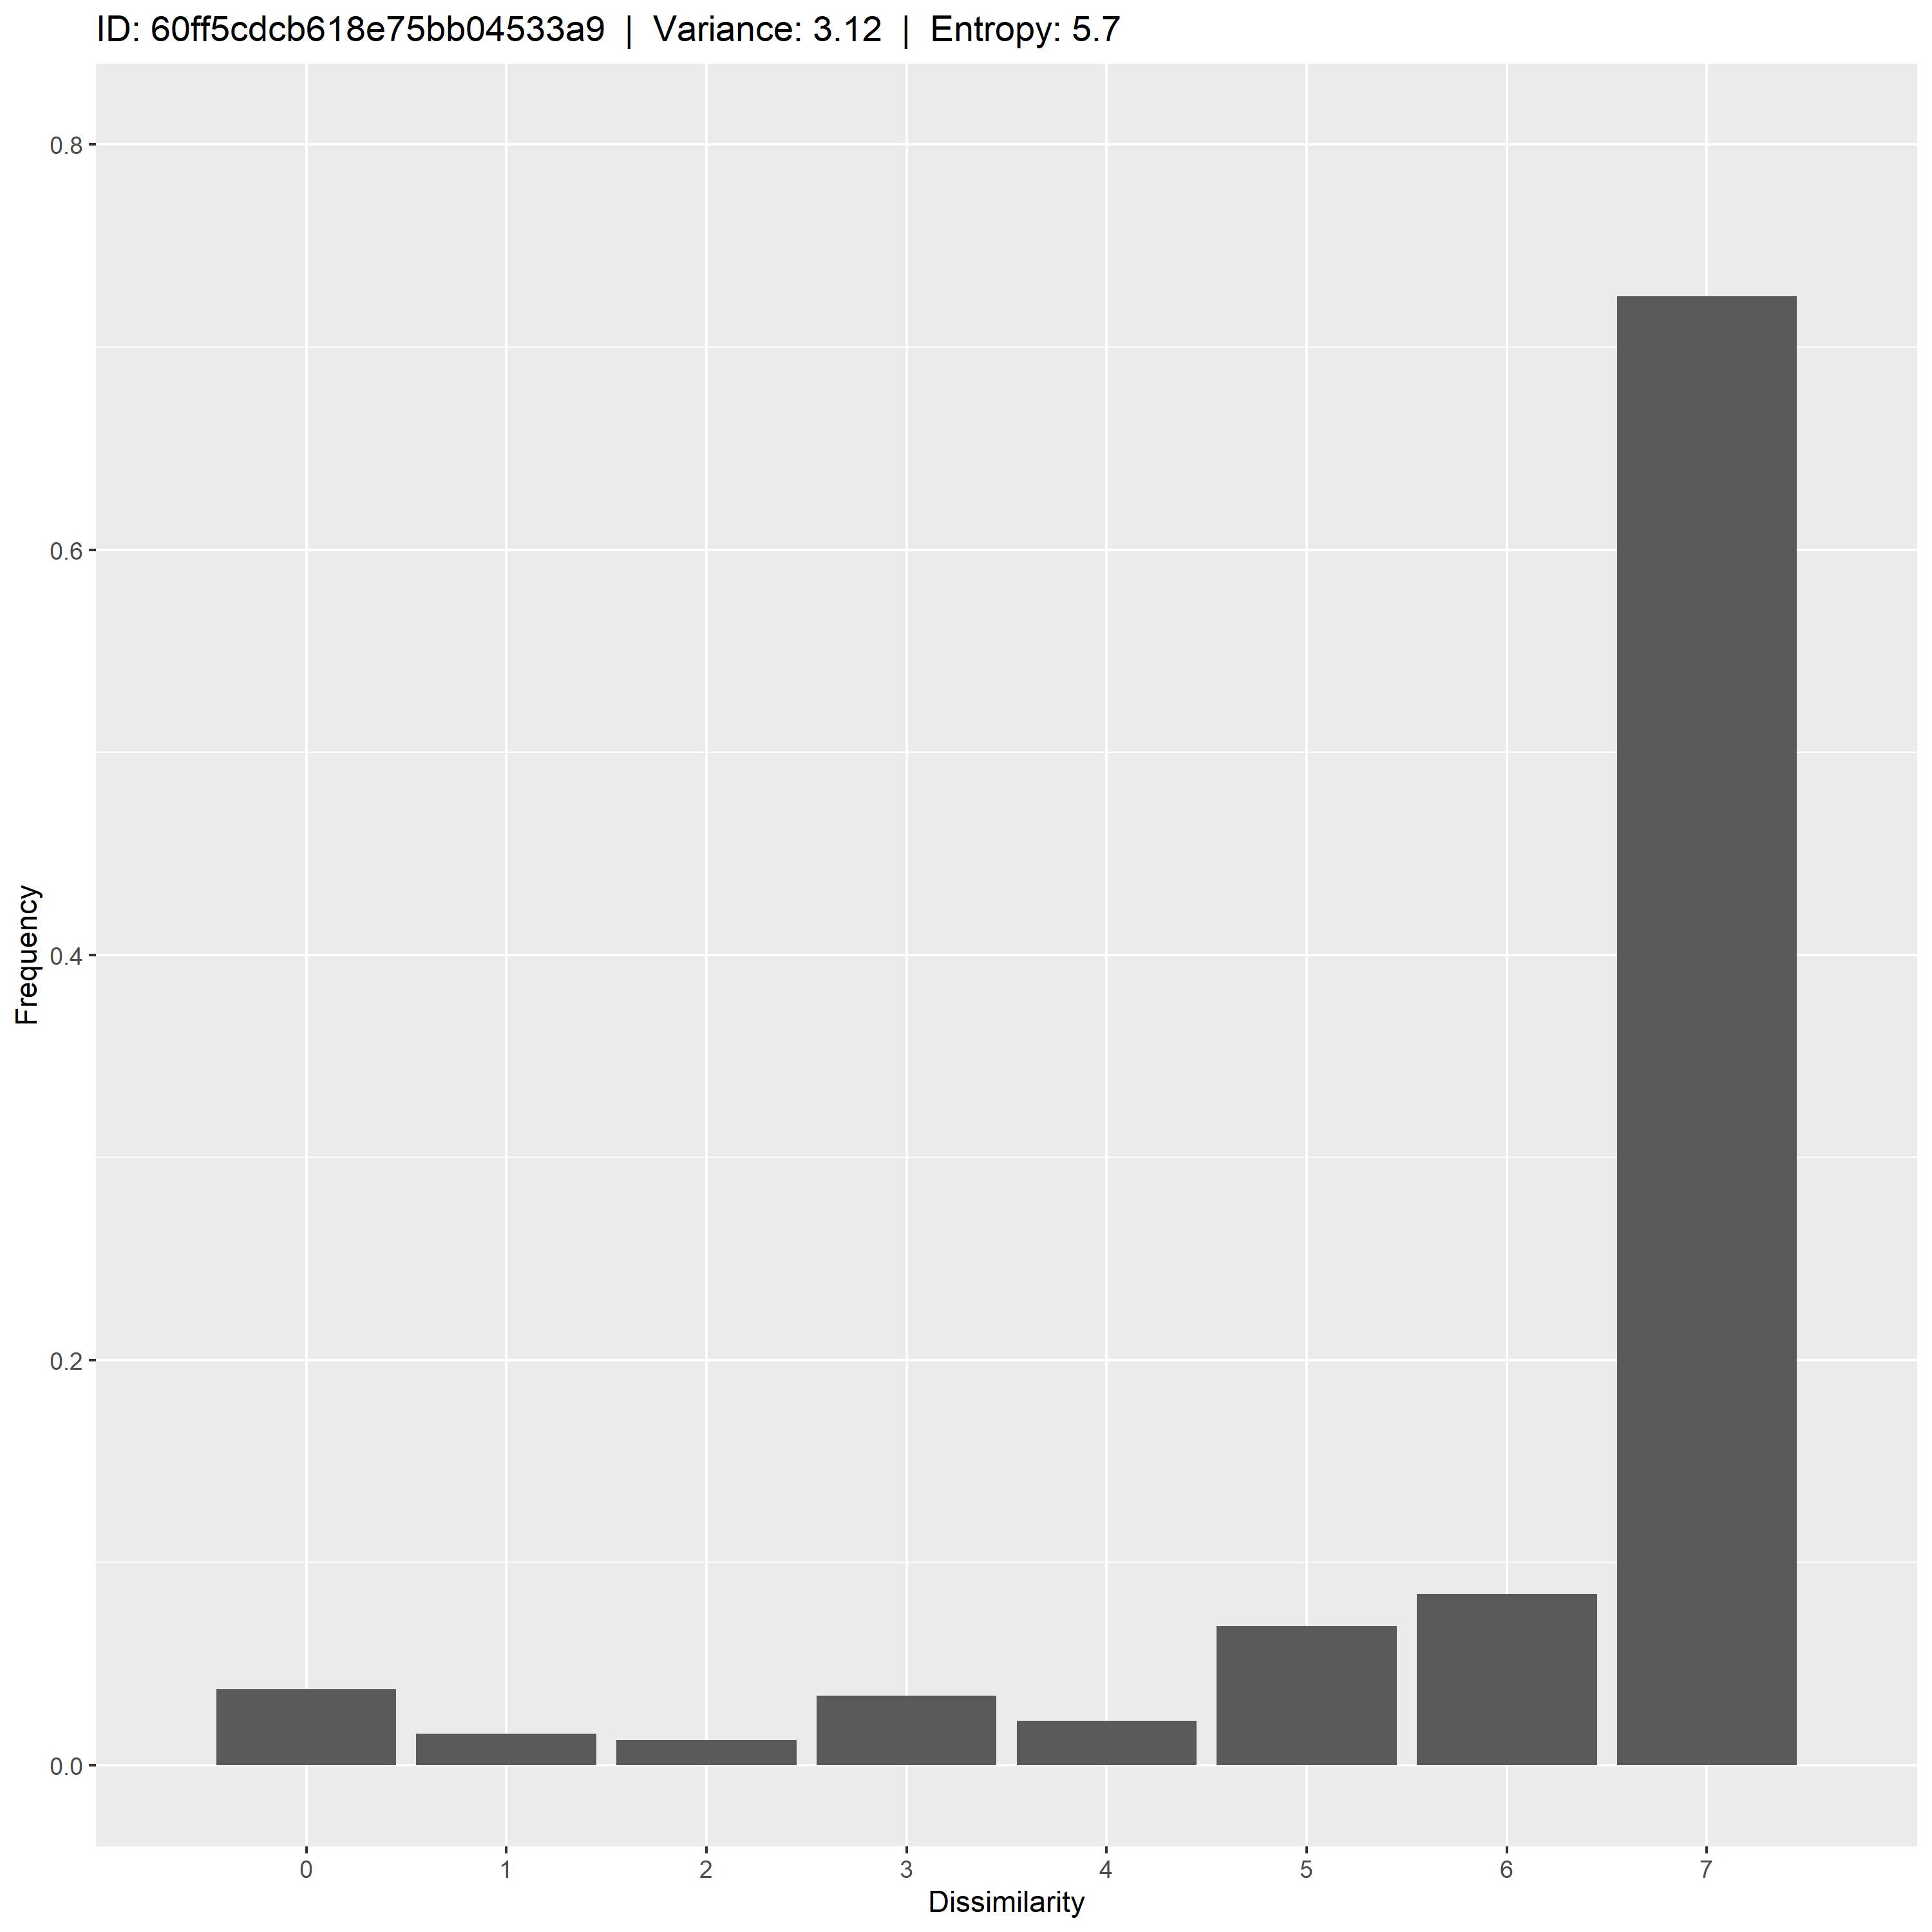 ID: 60ff5cdcb618e75bb04533a9 | Variance: 3.12 | Entropy: 5.7
0.8
0.6
0.4
0.2
0.0
Frequency
0 1 2 3 4 5 6 7
Dissimilarity